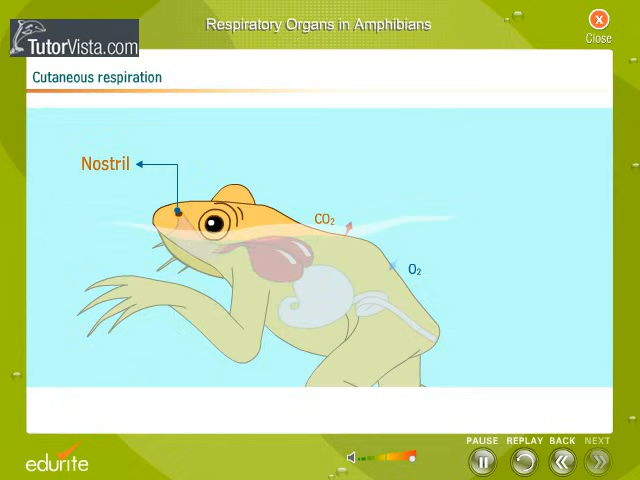 Respiratory Organs in Amphibians
X
Close
TutorVista.com
Cutaneous respiration
Nostril
CO₂
O₂
PAUSE REPLAY BACK NEXT
edurite